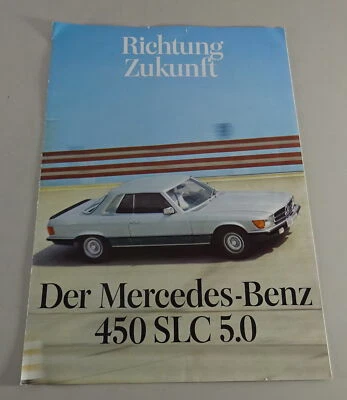 Richtung
Zukunft
Der Mercedes-Benz
450 SLC 5.0